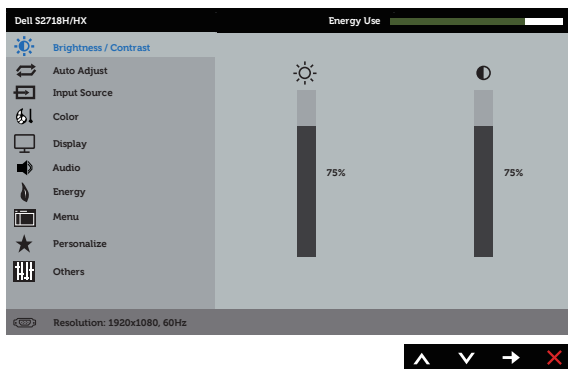 Dell S2718H/HX
Energy Use
Brightness / Contrast
Auto Adjust
Input Source
Color
Display
Audio
Energy
Menu
Personalize
Others
75%
75%
Resolution: 1920x1080, 60Hz